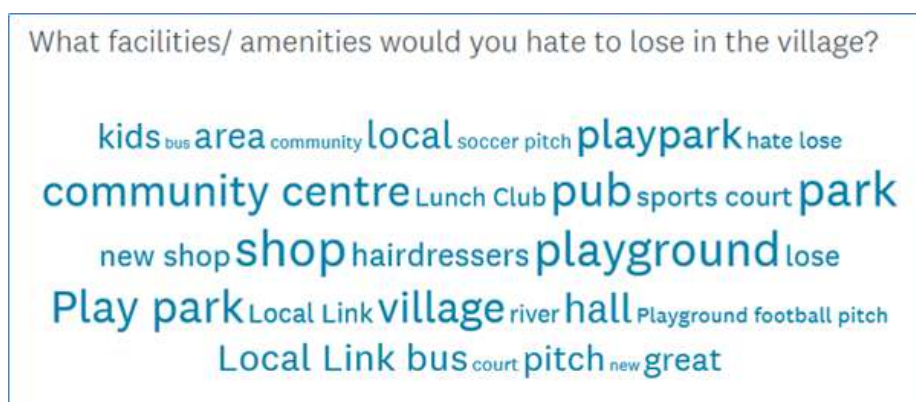 What facilities/ amenities would you hate to lose in the village?
kids bus area community local soccer pitch playpark hate lose
community centre Lunch Club pub sports court park
new shop shop hairdressers playground lose
Play park Local Link village river hall Playground football pitch
Local Link bus court pitch new great